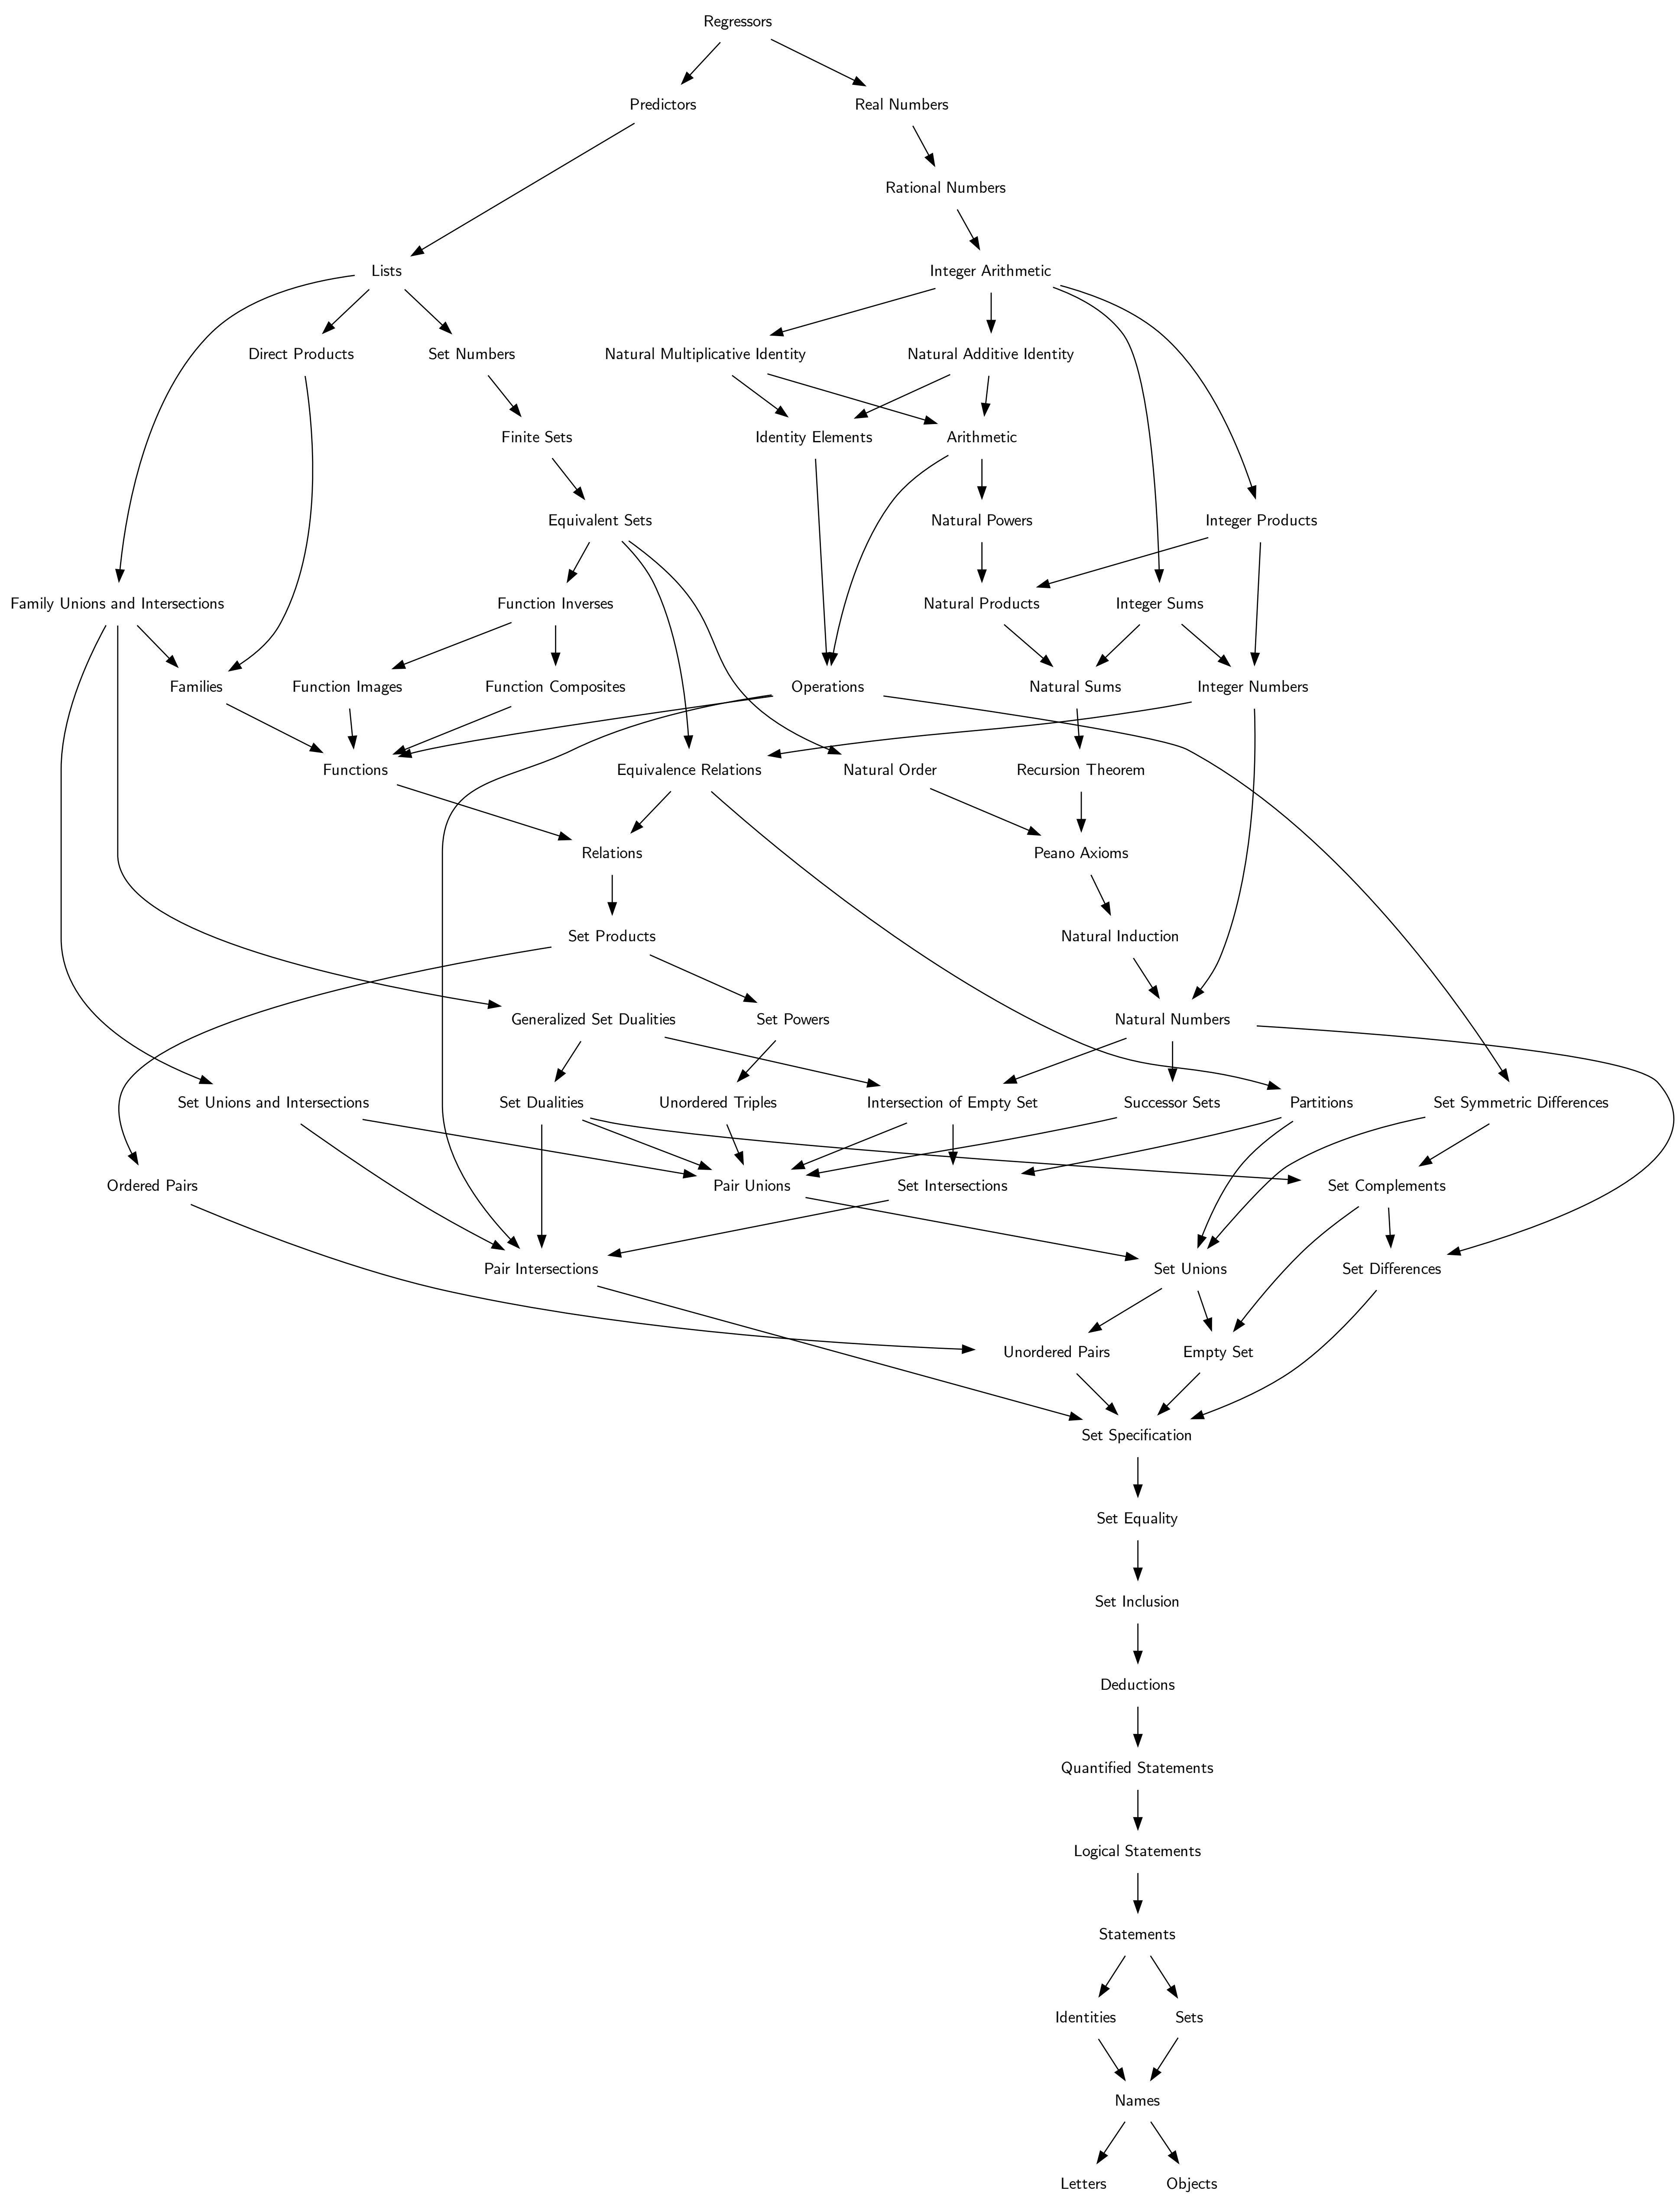 Regressors
Predictors
Real Numbers
Rational Numbers
Lists
Integer Arithmetic
Direct Products
Set Numbers
Natural Multiplicative Identity
Natural Additive Identity
Finite Sets
Identity Elements
Arithmetic
Equivalent Sets
Natural Powers
Integer Products
Family Unions and Intersections
Function Inverses
Natural Products
Integer Sums
Families
Function Images
Function Composites
Operations
Natural Sums
Integer Numbers
Functions
Equivalence Relations
Natural Order
Recursion Theorem
Relations
Peano Axioms
Set Products
Natural Induction
Generalized Set Dualities
Set Powers
Natural Numbers
Set Unions and Intersections
Set Dualities
Unordered Triples
Intersection of Empty Set
Successor Sets
Partitions
Set Symmetric Differences
Ordered Pairs
Pair Unions
Set Intersections
Set Complements
Pair Intersections
Set Unions
Set Differences
Unordered Pairs
Empty Set
Set Specification
Set Equality
Set Inclusion
Deductions
Quantified Statements
Logical Statements
Statements
Identities
Sets
Names
Letters
Objects